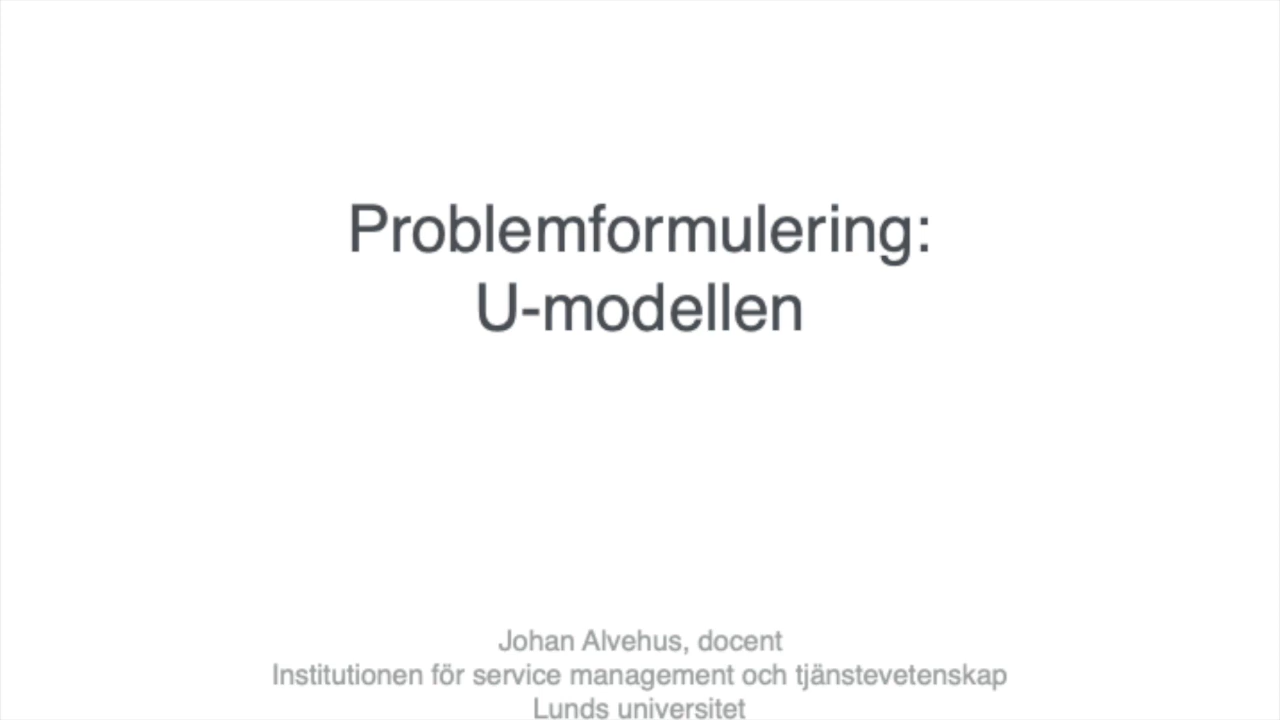 Problemformulering:
U-modellen
Johan Alvehus, docent
Institutionen för service management och tjänstevetenskap
Lunds universitet